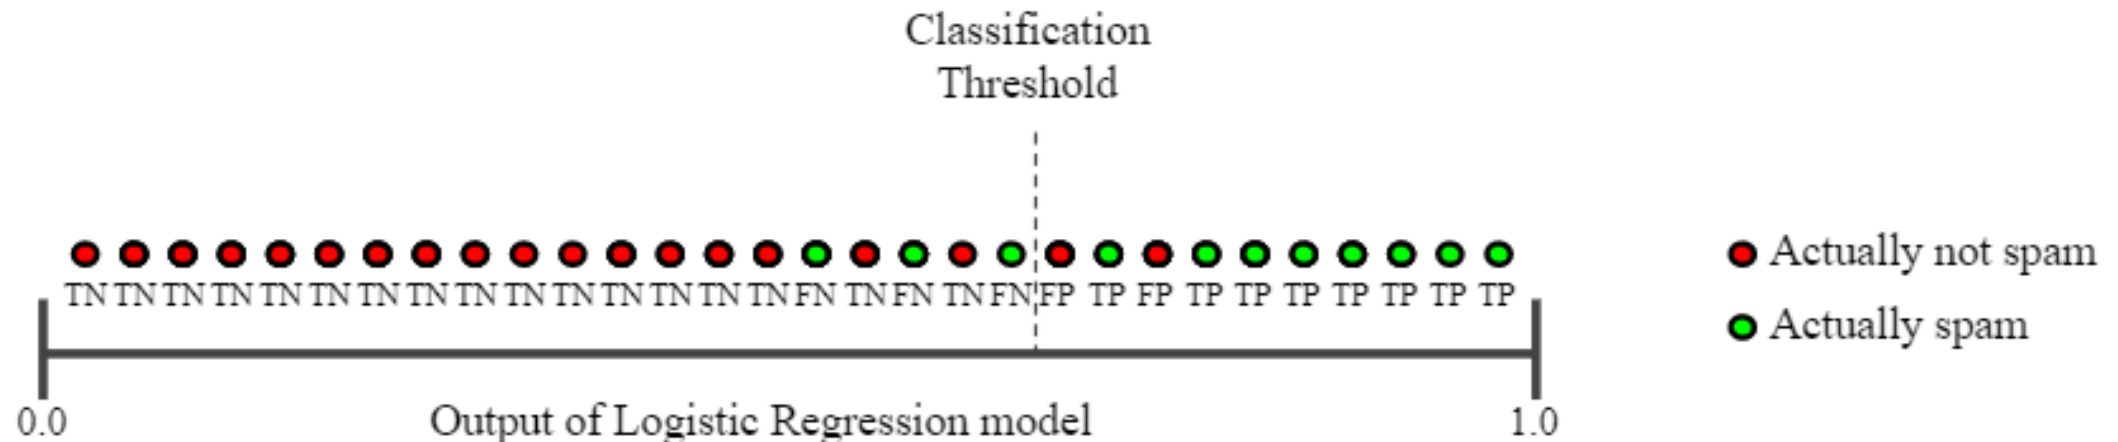 Classification
Threshold
TN TN TN TN TN TN TN TN TN TN TN TN TN TN TN FN TN FN TN FN FP TP FP TP TP TP TP TP TP TP
Actually not spam
Actually spam
0.0
Output of Logistic Regression model
1.0